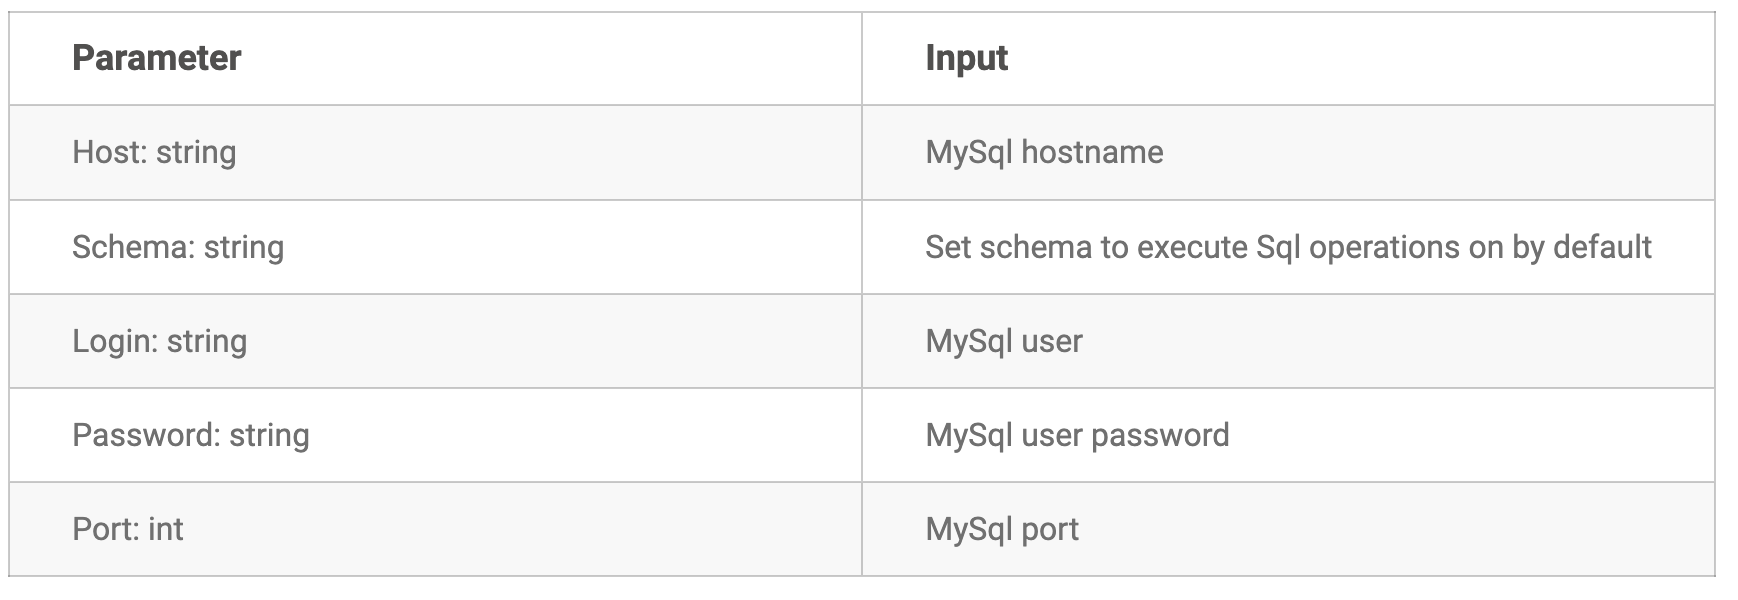 Parameter Input
Host: string MySql hostname
Schema: string Set schema to execute Sql operations on by default
Login: string MySql user
Password: string MySql user password
Port: int MySql port